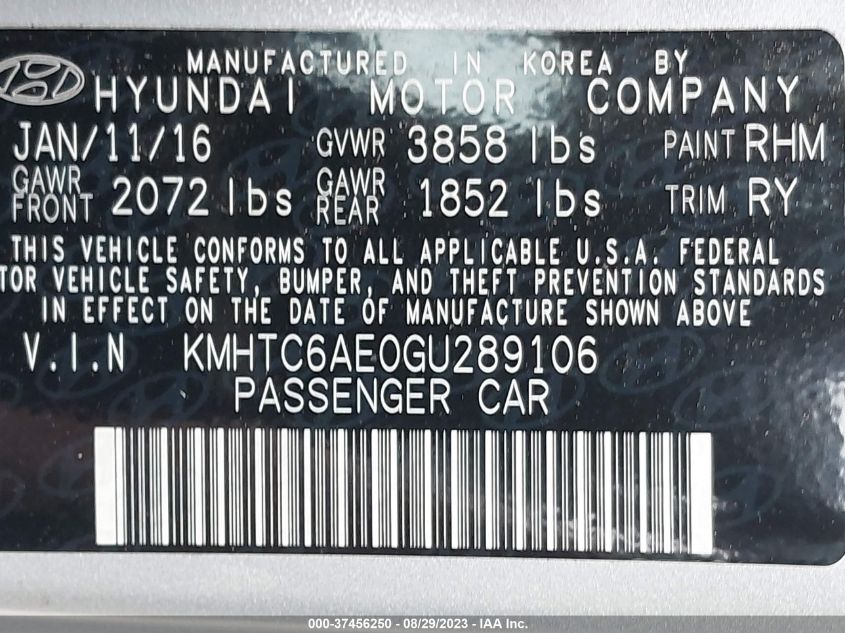 MANUFACTURED IN KOREA BY
HYUNDAI MOTOR COMPANY
JAN/11/16 GVWR 3858 lbs PAINT RHM
GAWR FRONT 2072 lbs GAWR REAR 1852 lbs TRIM RY
THIS VEHICLE CONFORMS TO ALL APPLICABLE U.S.A. FEDERAL
TOR VEHICLE SAFETY, BUMPER, AND THEFT PREVENTION STANDARDS
IN EFFECT ON THE DATE OF MANUFACTURE SHOWN ABOVE
V.I.N KMHTC6AE0GU289106
PASSENGER CAR
000-37456250 - 08/29/2023 - IAA Inc.